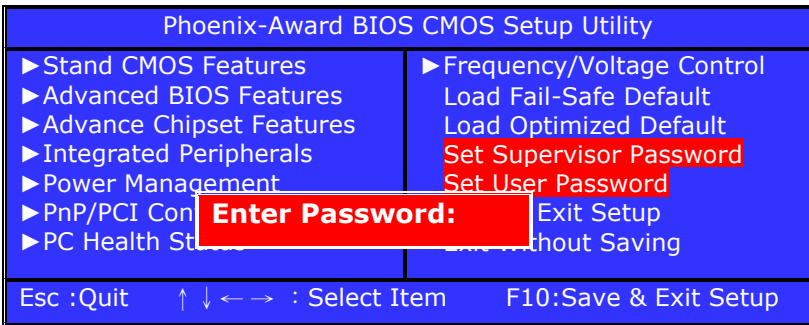 Phoenix-Award BIOS CMOS Setup Utility
►Stand CMOS Features
►Advanced BIOS Features
►Advance Chipset Features
►Integrated Peripherals
►Power Management
►PnP/PCI Con
►PC Health
►Frequency/Voltage Control
Load Fail-Safe Default
Load Optimized Default
Set Supervisor Password
Set User Password
Exit Setup
Exit Without Saving
Enter Password:
Esc :Quit ↑↓←→ : Select Item F10:Save & Exit Setup